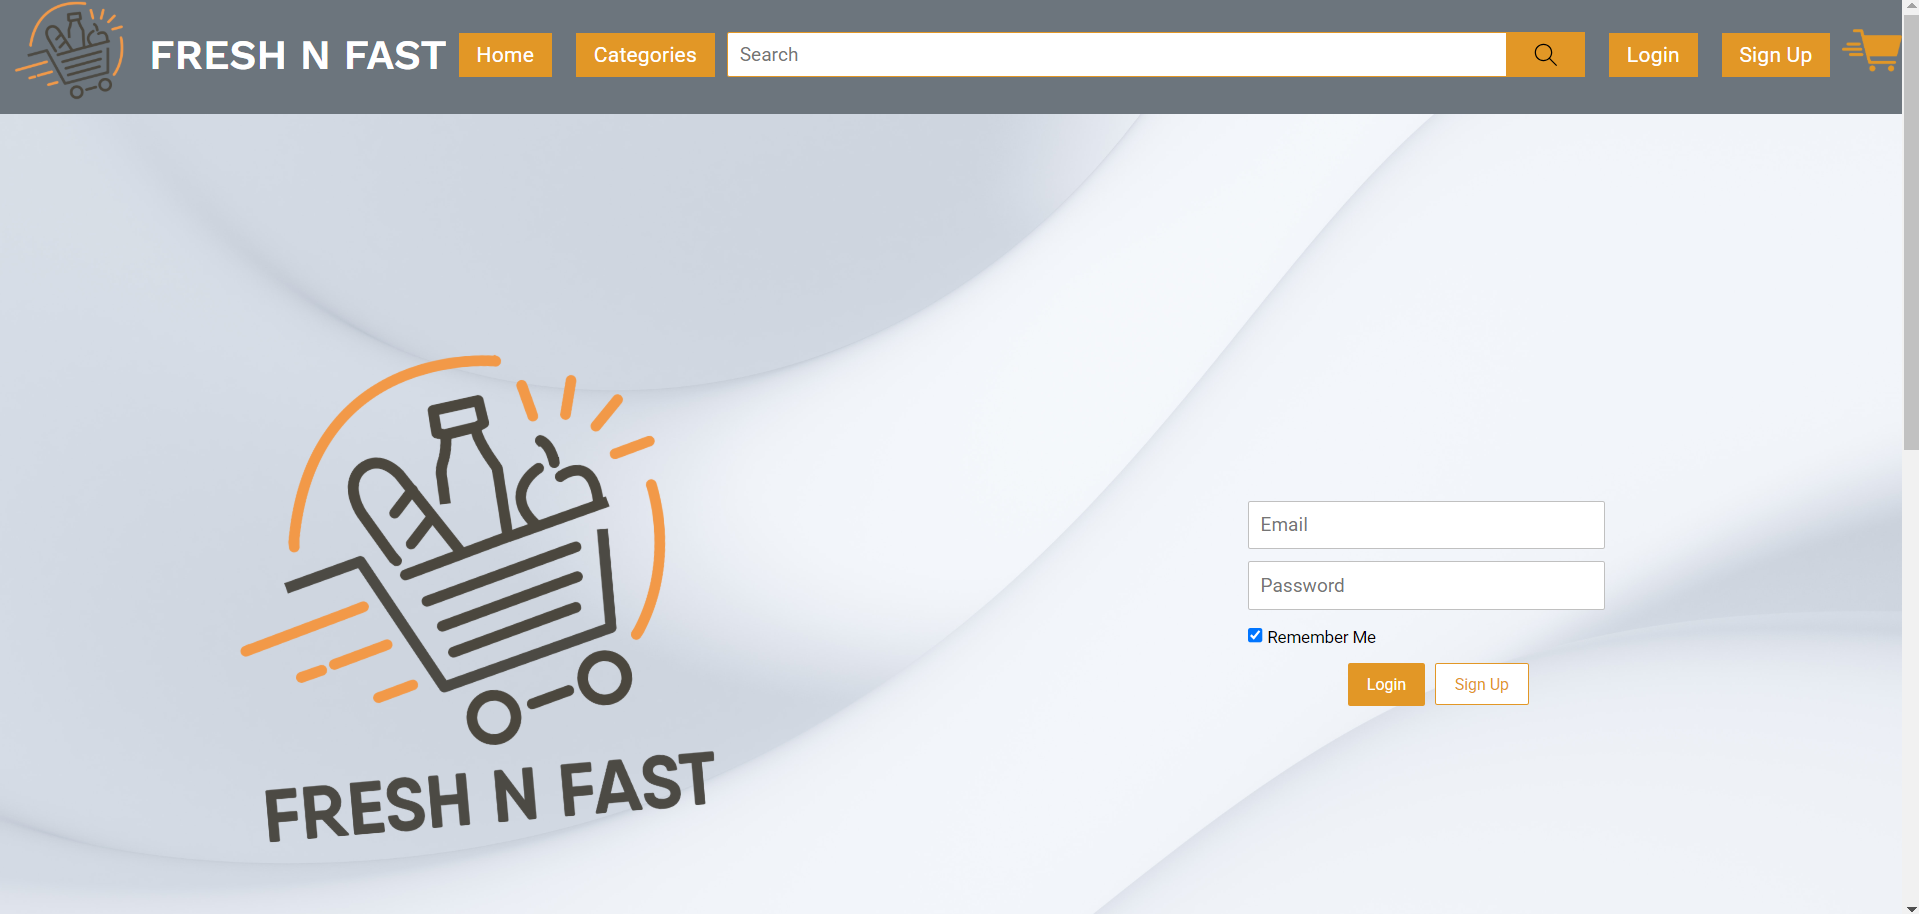 FRESH N FAST Home Categories Search Login Sign Up
Email
Password
Remember Me
Login Sign Up
FRESH N FAST